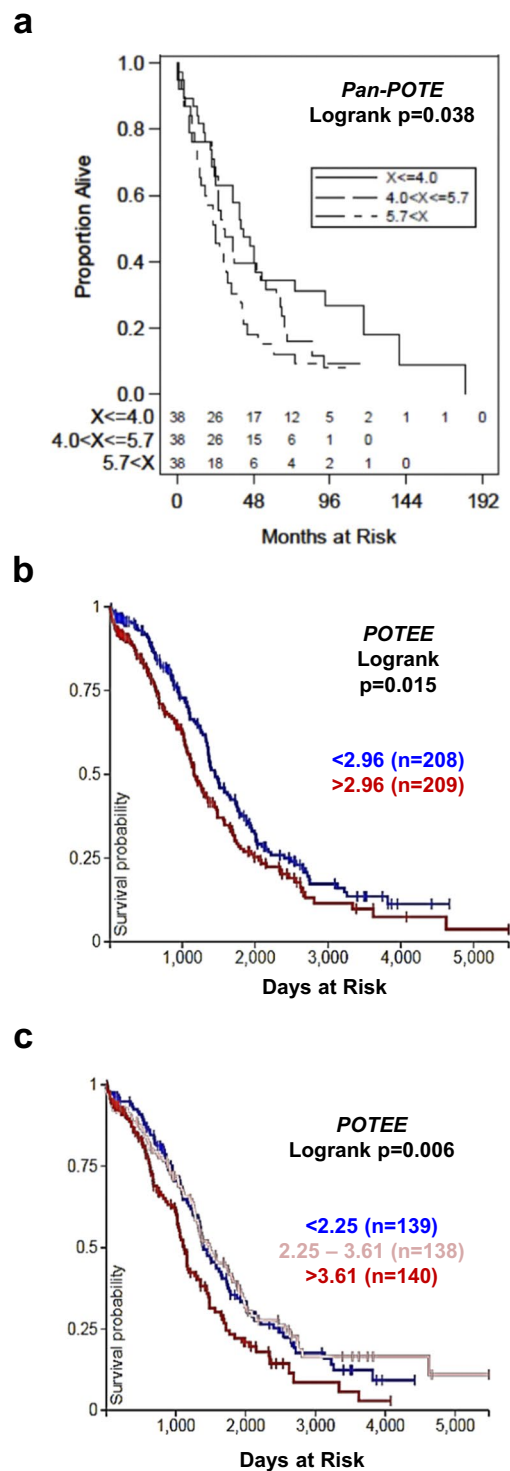 a
Pan-POTE
Logrank p=0.038
X<=4.0
4.0<X<=5.7
5.7<X
Proportion Alive
1.0
0.8
0.6
0.4
0.2
0.0
X<=4.0 38 26 17 12 5 2 1 1 0
4.0<X<=5.7 38 26 15 6 1 0
5.7<X 38 18 6 4 2 1 0
0 48 96 144 192
Months at Risk
b
POTEE
Logrank
p=0.015
<2.96 (n=208)
>2.96 (n=209)
Survival probability
1
0.75
0.5
0.25
0
1,000 2,000 3,000 4,000 5,000
Days at Risk
c
POTEE
Logrank p=0.006
<2.25 (n=139)
2.25 – 3.61 (n=138)
>3.61 (n=140)
Survival probability
1
0.75
0.5
0.25
0
1,000 2,000 3,000 4,000 5,000
Days at Risk